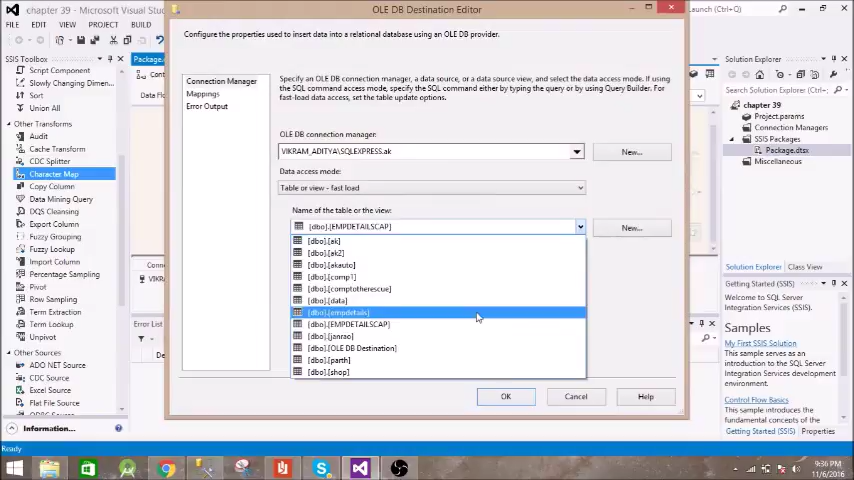 chapter 39 - Microsoft Visual Stu
OLE DB Destination Editor
Launch (Ctrl+Q)
FILE EDIT VIEW PROJECT BUILD
SSIS Toolbox
Script Component
Slowly Changing Dimen...
Sort
Union All
Other Transforms
Audit
Cache Transform
CDC Splitter
Character Map
Copy Column
Data Mining Query
DQS Cleansing
Export Column
Fuzzy Grouping
Fuzzy Lookup
Import Column
Percentage Sampling
Pivot
Row Sampling
Term Extraction
Term Lookup
Unpivot
Other Sources
ADO NET Source
CDC Source
Flat File Source
Information:
Package.d
Cont
Data Flo
Conne
VIKR
Error List
De
Configure the properties used to insert data into a relational database using an OLE DB provider.
Connection Manager
Mappings
Error Output
Specify an OLE DB connection manager, a data source, or a data source view, and select the data access mode. If using
the SQL command access mode, specify the SQL command either by typing the query or by using Query Builder. For
fast-load data access, set the table update options.
OLE DB connection manager:
VIKRAM_ADITYA\SQLEXPRESS.ak
New...
Data access mode:
Table or view - fast load
Name of the table or the view:
[dbo].[EMPDETAILSCAP]
New...
[dbo].[ak]
[dbo].[ak2]
[dbo].[akauto]
[dbo].[comp1]
[dbo].[comptotherescue]
[dbo].[data]
[dbo].[empdetails]
[dbo].[EMPDETAILSCAP]
[dbo].[janrao]
[dbo].[OLE DB Destination]
[dbo].[parth]
[dbo].[shop]
OK
Cancel
Help
Solution Explorer
Search Solution Explorer
chapter 39
Project.params
Connection Managers
SSIS Packages
Package.dtsx
Miscellaneous
Solution Explorer Class View
Getting Started (SSIS)
Welcome to SQL Server
Integration Services (SSIS)
Samples
My First SSIS Solution
This sample serves as an
SQL Server Integration
Services development
environment.
Control Flow Basics
This sample introduces
the fundamental
Getting Started (SSIS) Properties
Ready
9:36 PM
11/6/2016